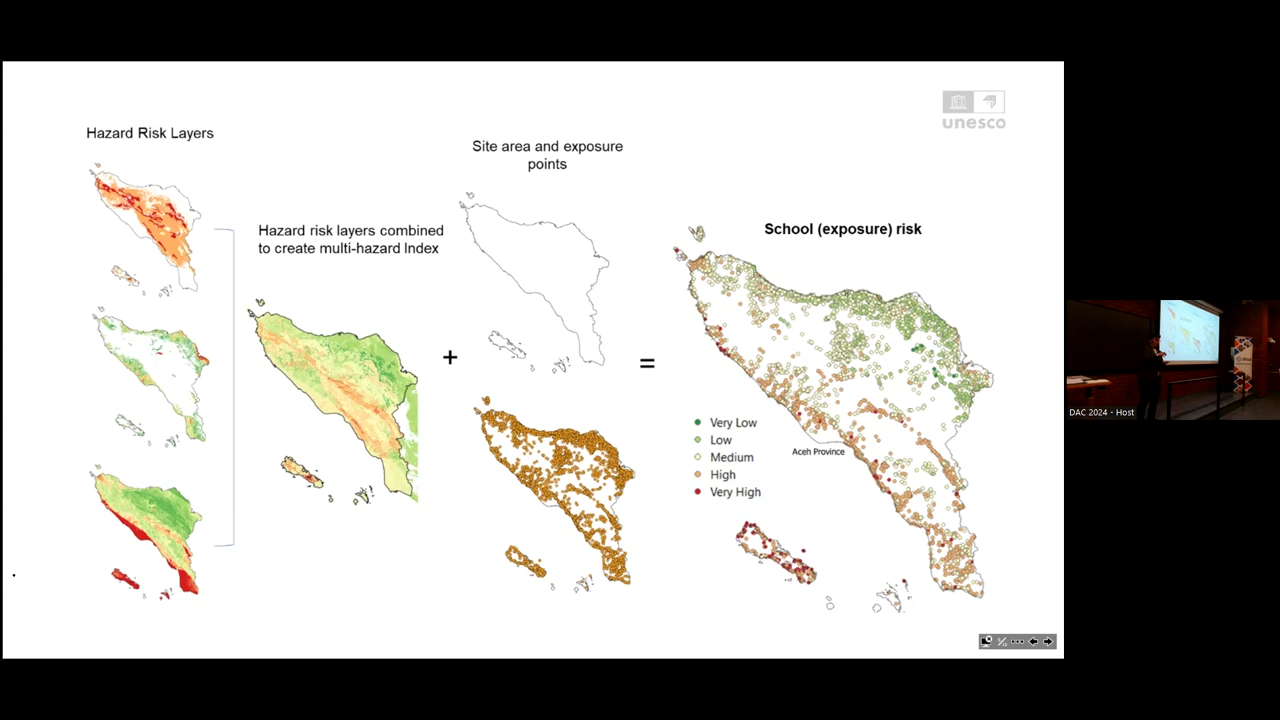 unesco
Hazard Risk Layers
Site area and exposure
points
Hazard risk layers combined
to create multi-hazard Index
+
=
School (exposure) risk
Very Low
Low
Medium
High
Very High
Aceh Province
DAC 2024 - Host